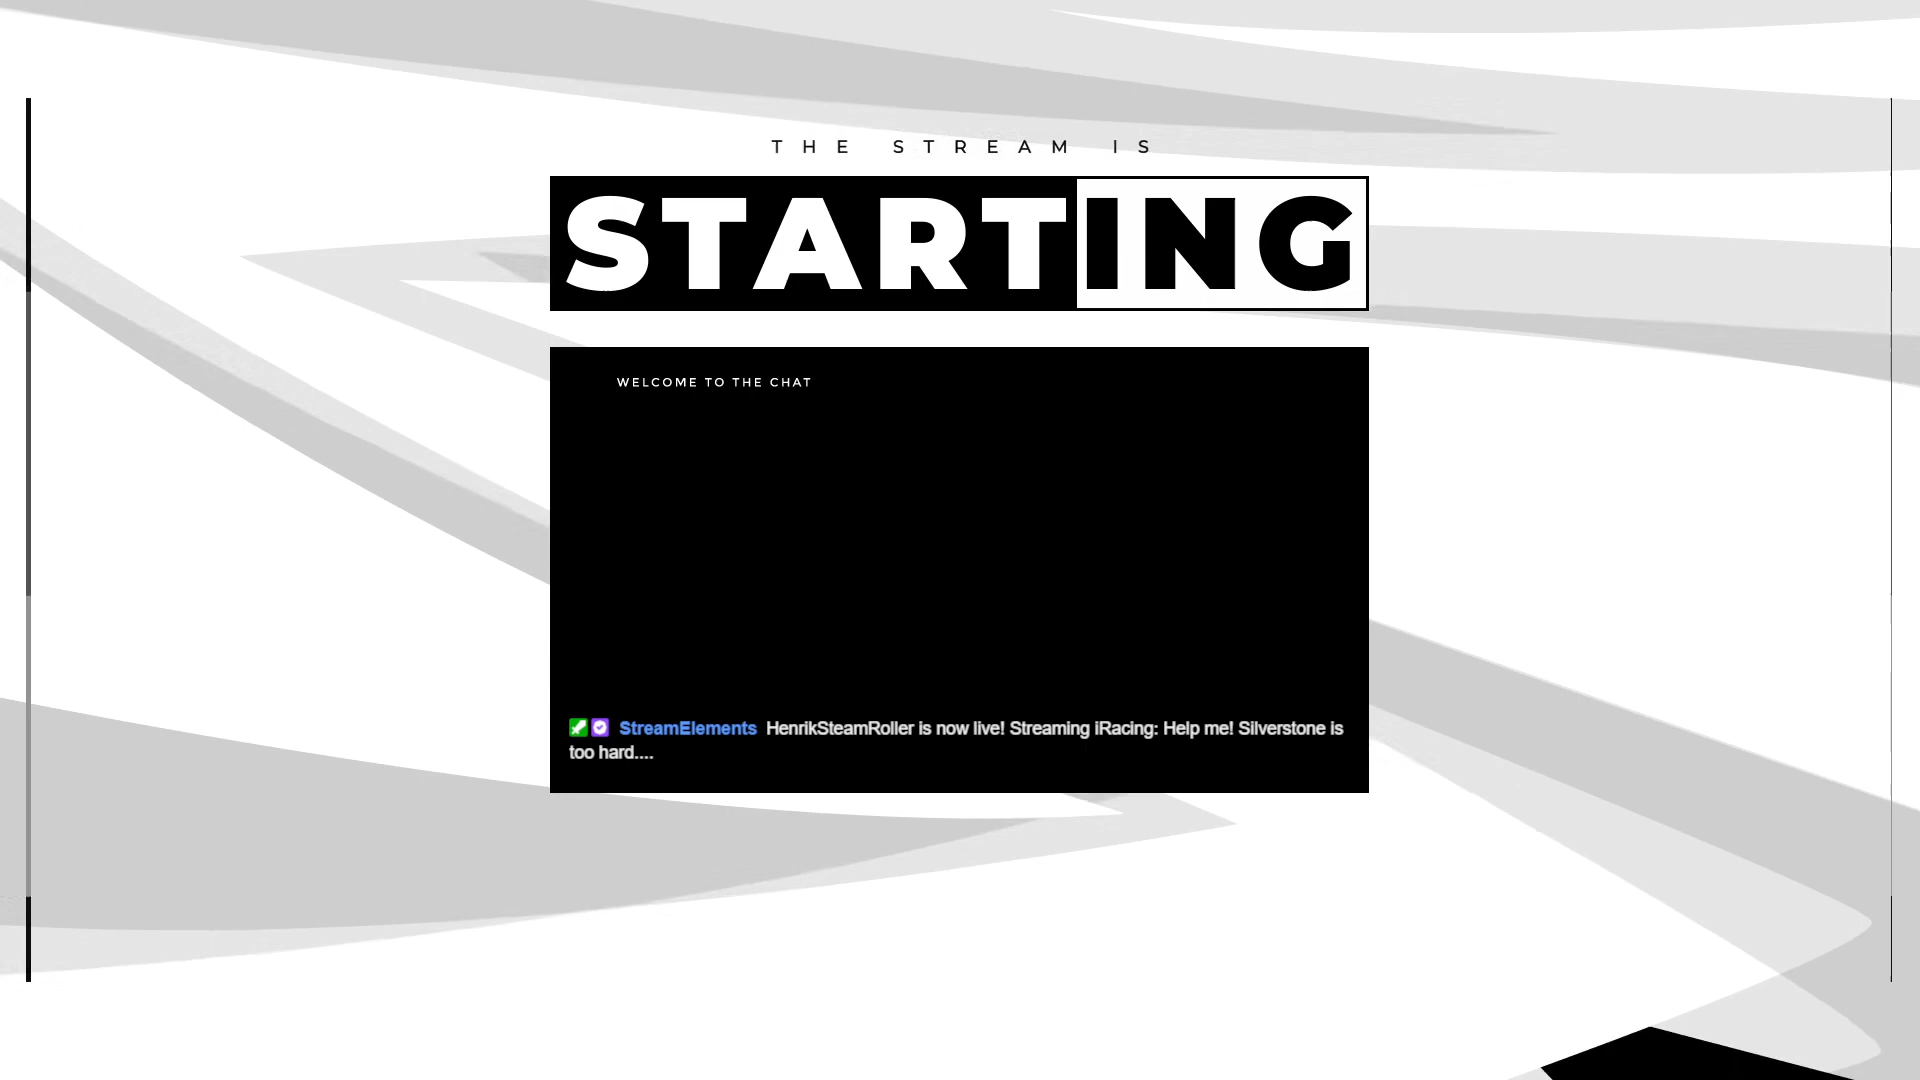 THE STREAM IS
STARTING
WELCOME TO THE CHAT
StreamElements HenrikSteamRoller is now live! Streaming iRacing: Help me! Silverstone is
too hard....